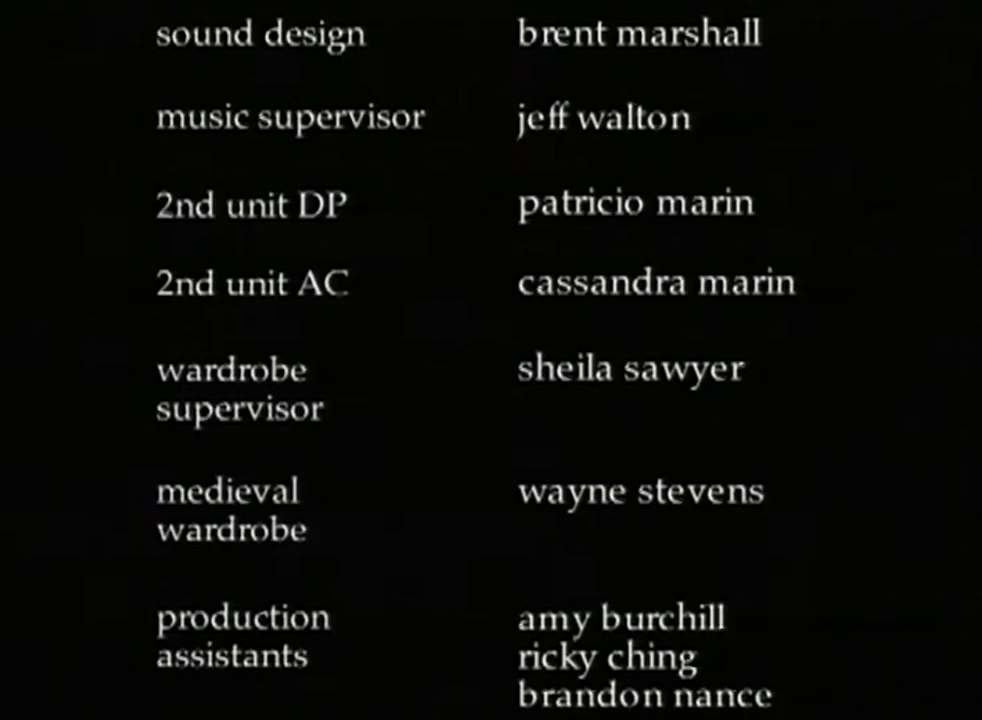 sound design brent marshall
music supervisor jeff walton
2nd unit DP patricio marin
2nd unit AC cassandra marin
wardrobe sheila sawyer
supervisor
medieval wayne stevens
wardrobe
production amy burchill
assistants ricky ching
brandon nance